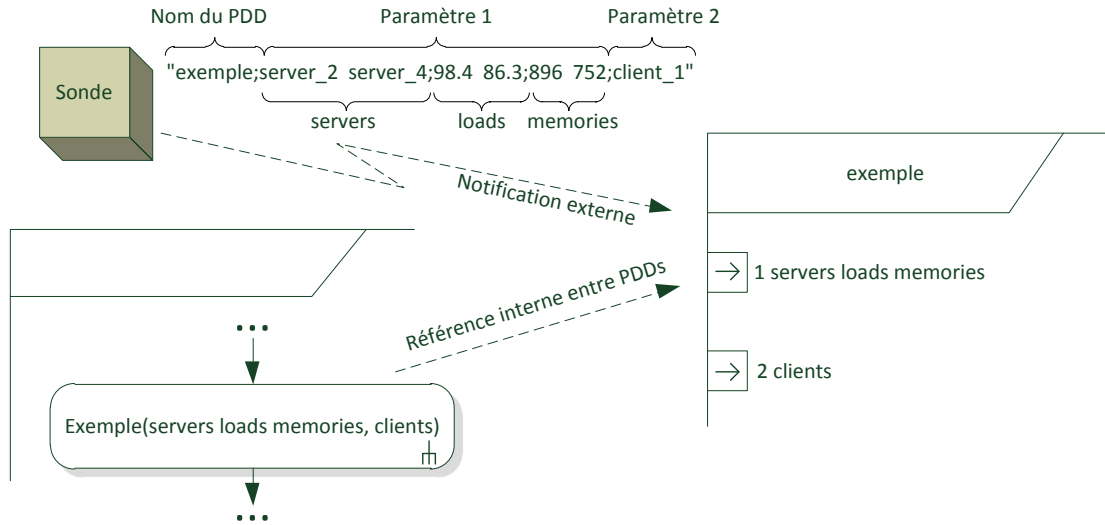 Nom du PDD Paramètre 1 Paramètre 2
"exemple;server_2 server_4;98.4 86.3;896 752;client_1"
Sonde
servers loads memories
Notification externe
exemple
Référence interne entre PDDs
1 servers loads memories
2 clients
...
Exemple(servers loads memories, clients)
...